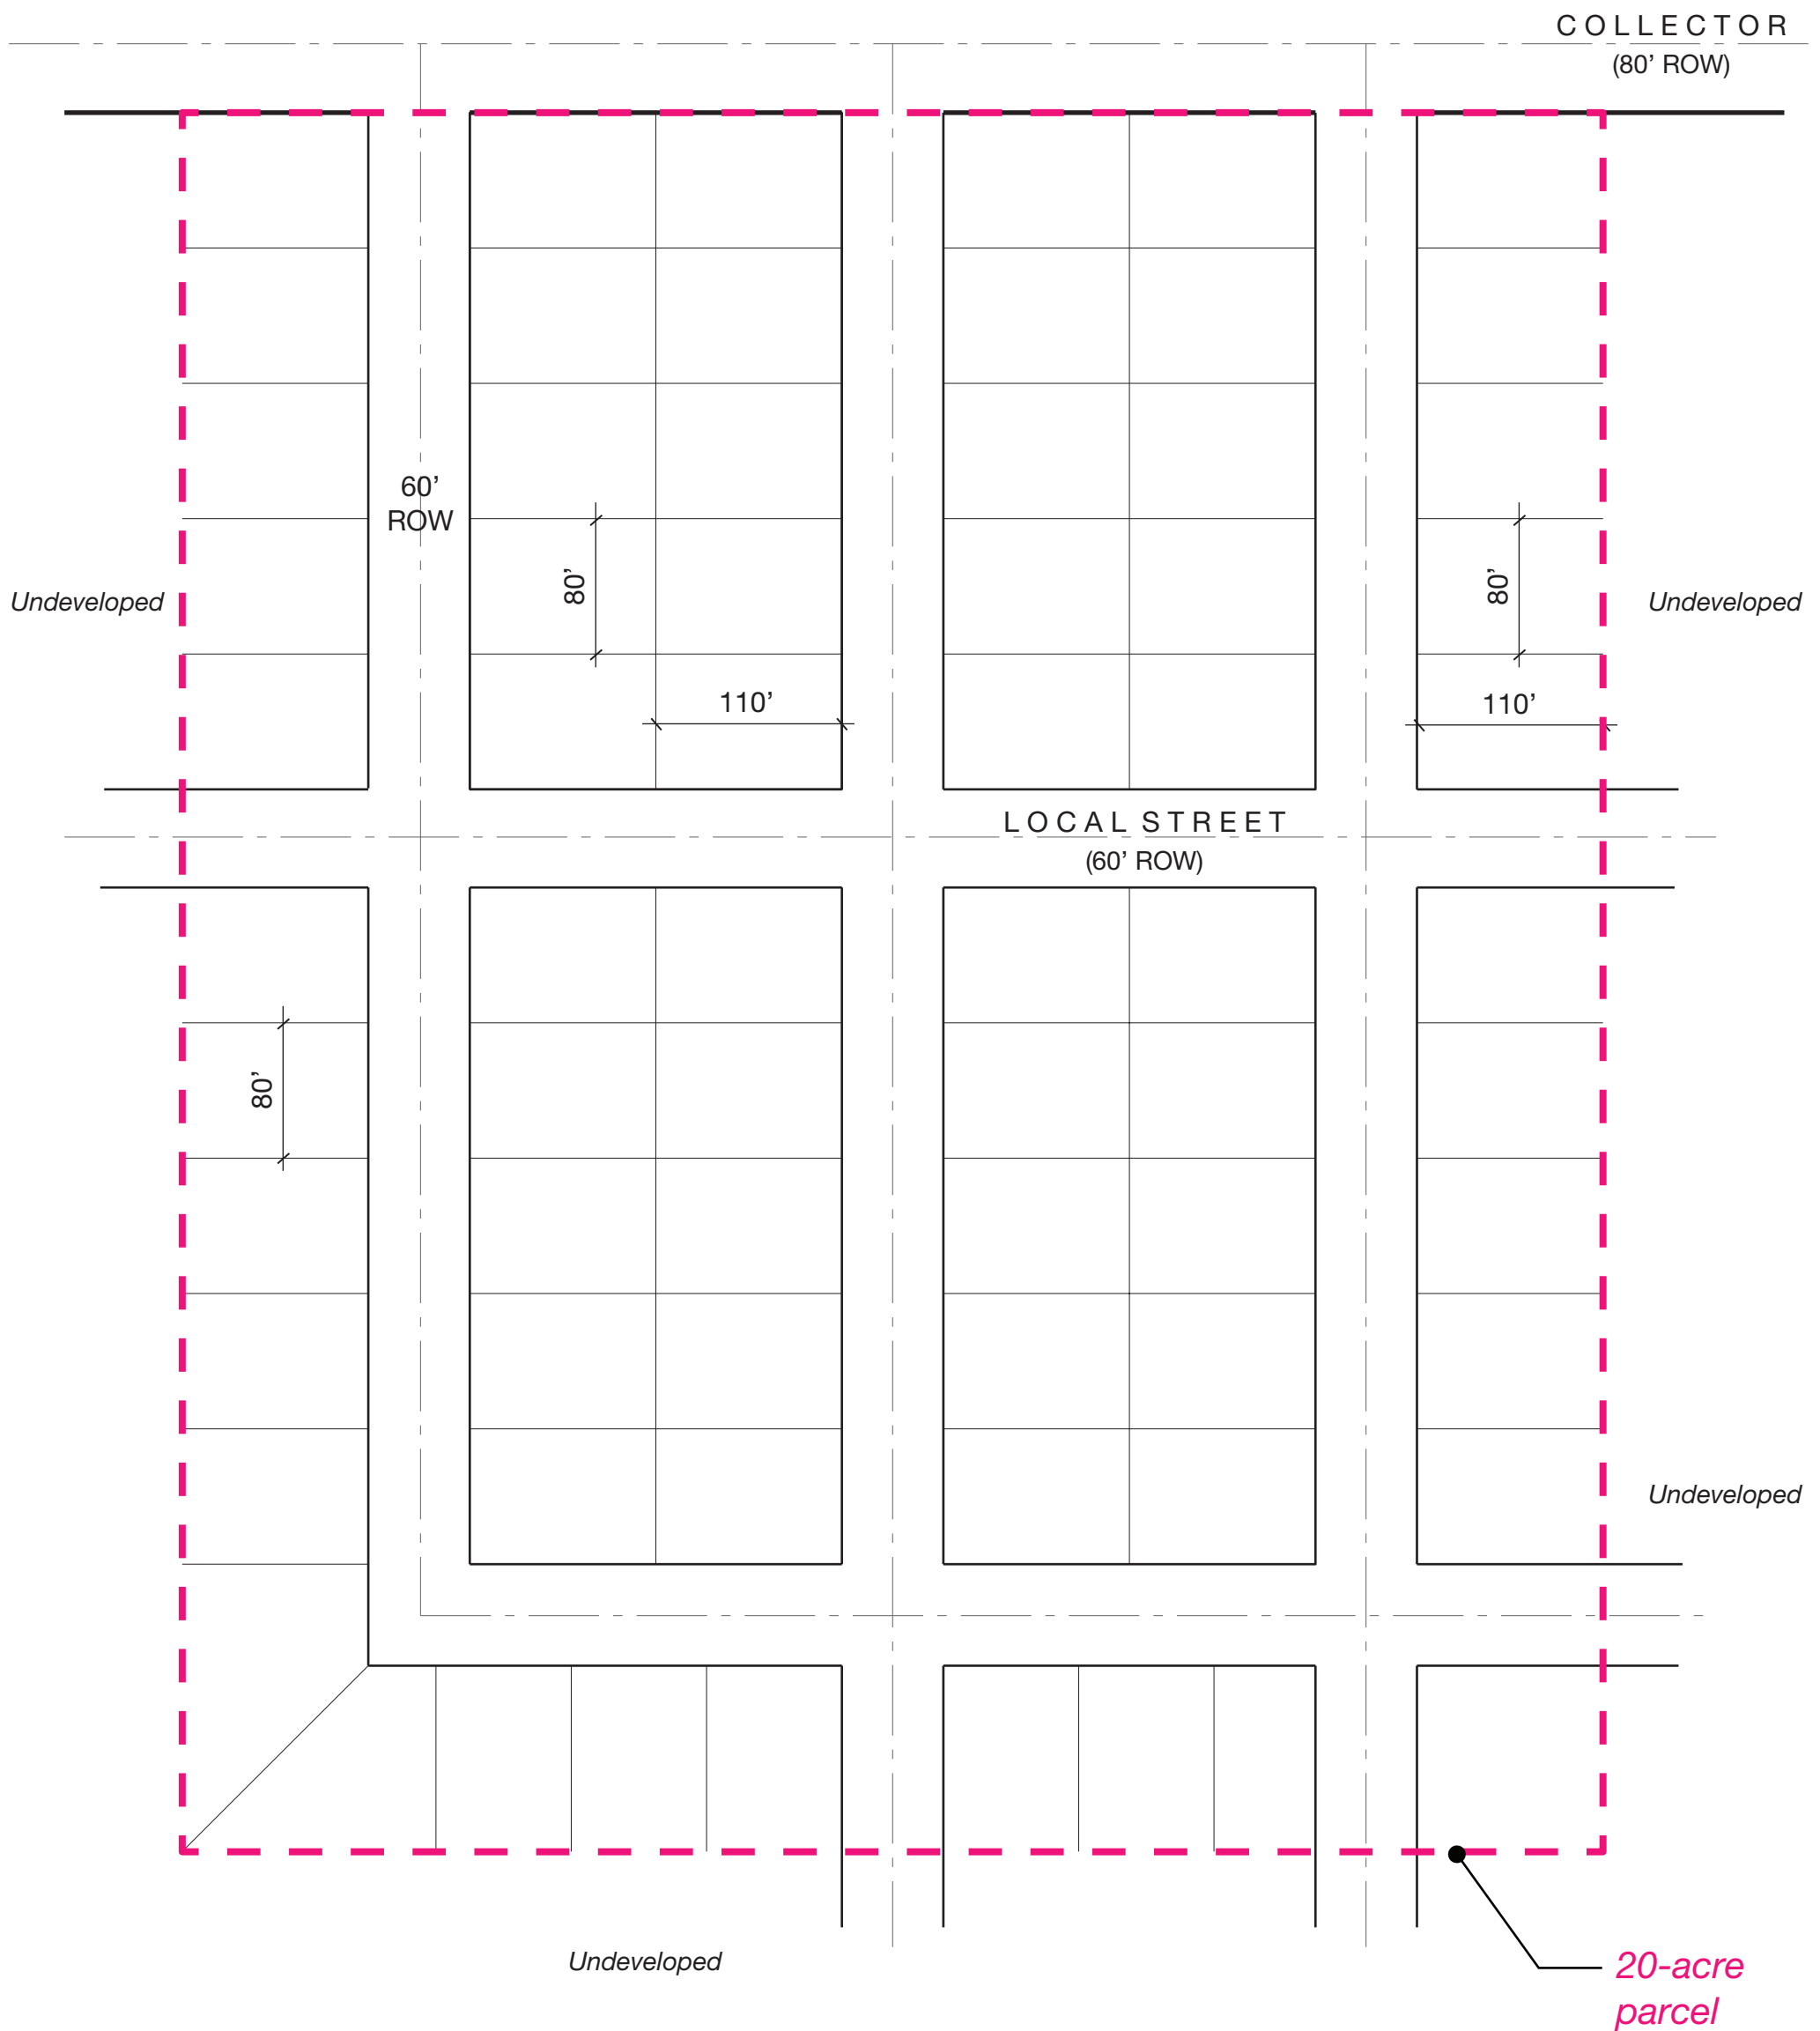 COLLECTOR
(80’ ROW)
60’
ROW
80’
80’
Undeveloped
Undeveloped
110’
110’
LOCAL STREET
(60’ ROW)
80’
Undeveloped
Undeveloped
20-acre
parcel